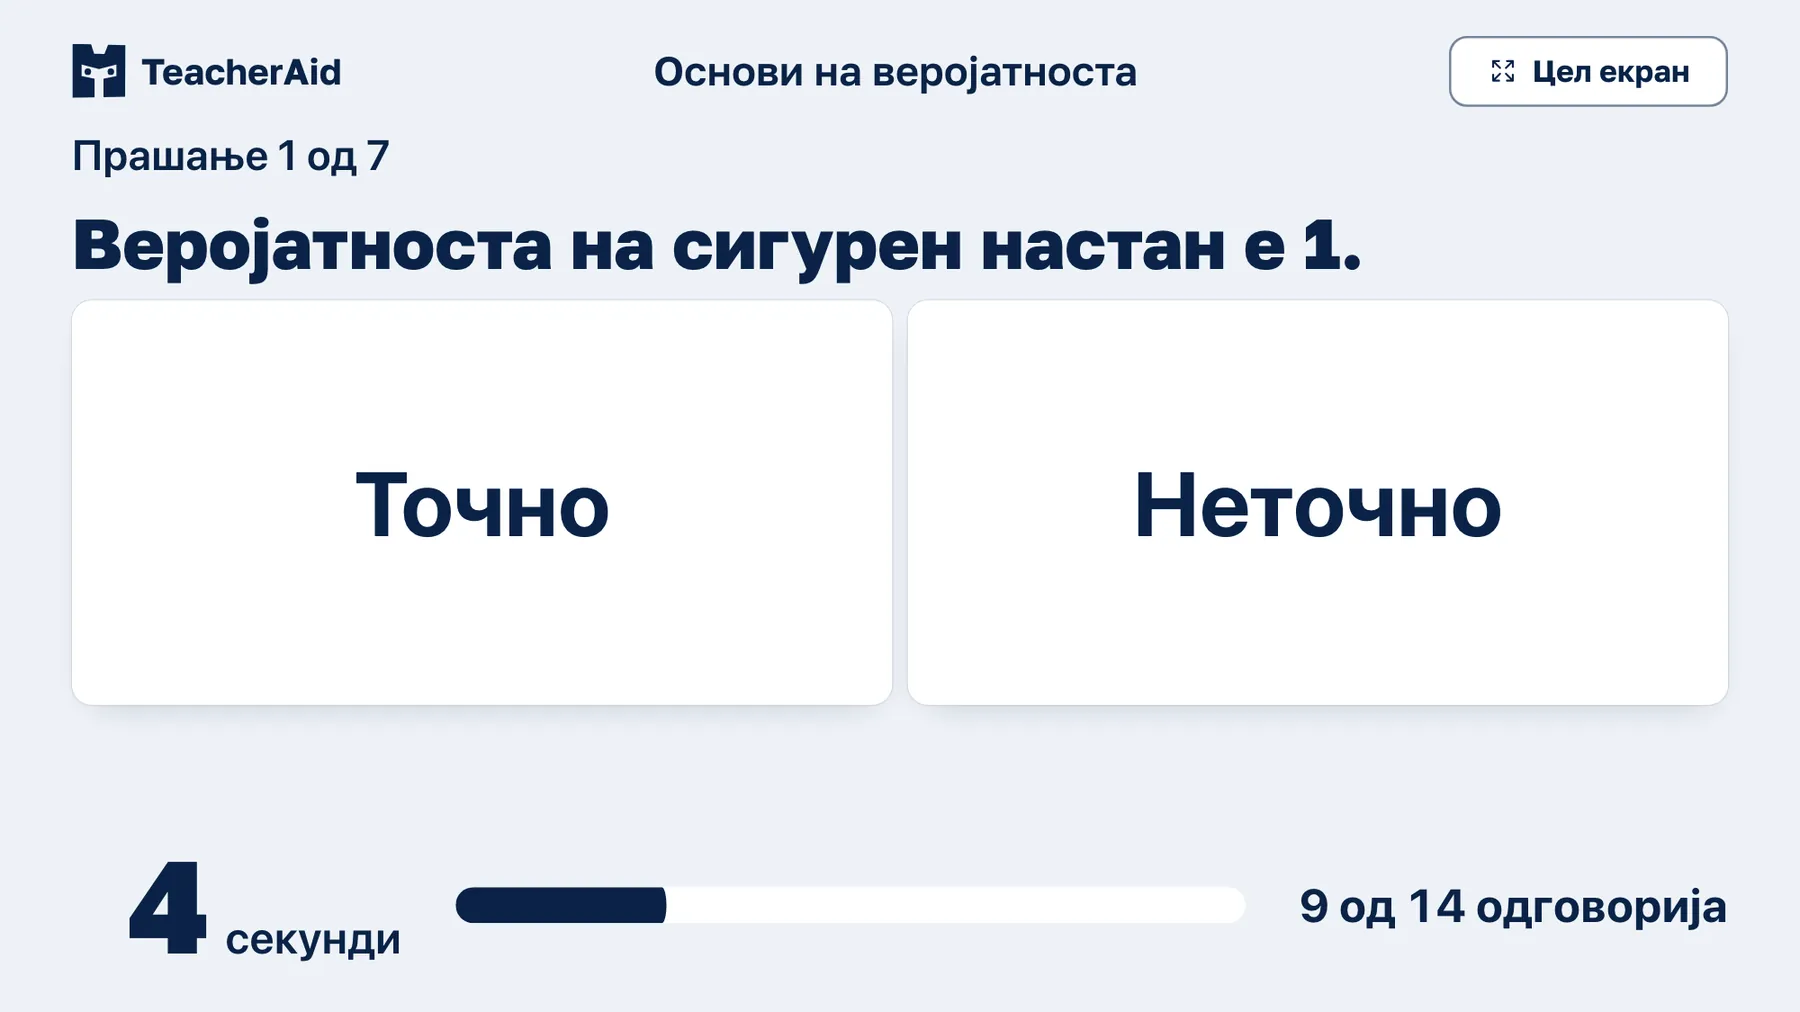 TeacherAid
Основи на веројатноста
Цел екран
Прашање 1 од 7
Веројатноста на сигурен настан е 1.
Точно
Неточно
4 секунди
9 од 14 одговорија